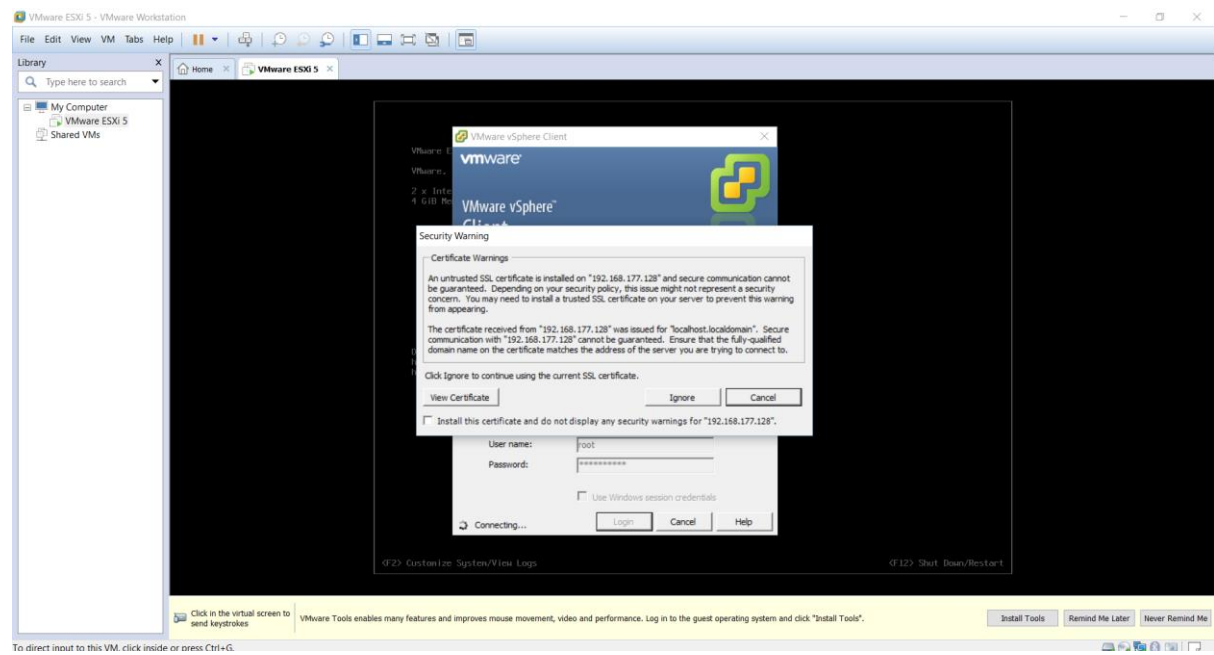 VMware ESXi 5 - VMware Workstation
File Edit View VM Tabs Help
Library X
Type here to search
My Computer
VMware ESXi 5
Shared VMs
Home VMware ESXi 5
VMware E
VMware,
2 x Inte
4 GiB Me
VMware vSphere Client
vmware
VMware vSphere™
Client
Security Warning
Certificate Warnings
An untrusted SSL certificate is installed on "192.168.177.128" and secure communication cannot
be guaranteed. Depending on your security policy, this issue might not represent a security
concern. You may need to install a trusted SSL certificate on your server to prevent this warning
from appearing.
The certificate received from "192.168.177.128" was issued for "localhost.localdomain". Secure
communication with "192.168.177.128" cannot be guaranteed. Ensure that the fully-qualified
domain name on the certificate matches the address of the server you are trying to connect to.
Click Ignore to continue using the current SSL certificate.
View Certificate Ignore Cancel
Install this certificate and do not display any security warnings for "192.168.177.128".
User name: root
Password: **********
Use Windows session credentials
Connecting... Login Cancel Help
<F2> Customize System/View Logs <F12> Shut Down/Restart
Click in the virtual screen to
send keystrokes
VMware Tools enables many features and improves mouse movement, video and performance. Log in to the guest operating system and click "Install Tools".
Install Tools Remind Me Later Never Remind Me
To direct input to this VM, click inside or press Ctrl+G.